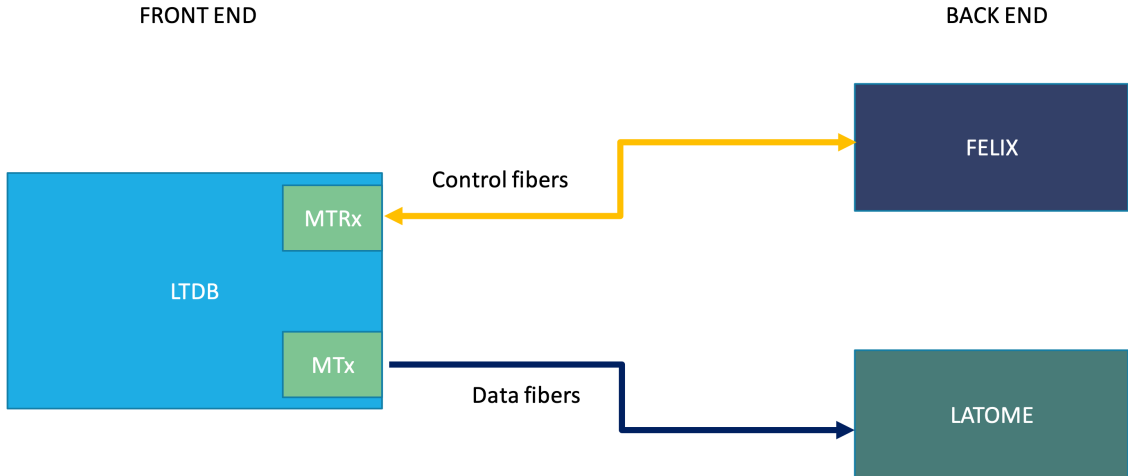 FRONT END
BACK END
FELIX
Control fibers
MTRx
LTDB
MTx
Data fibers
LATOME